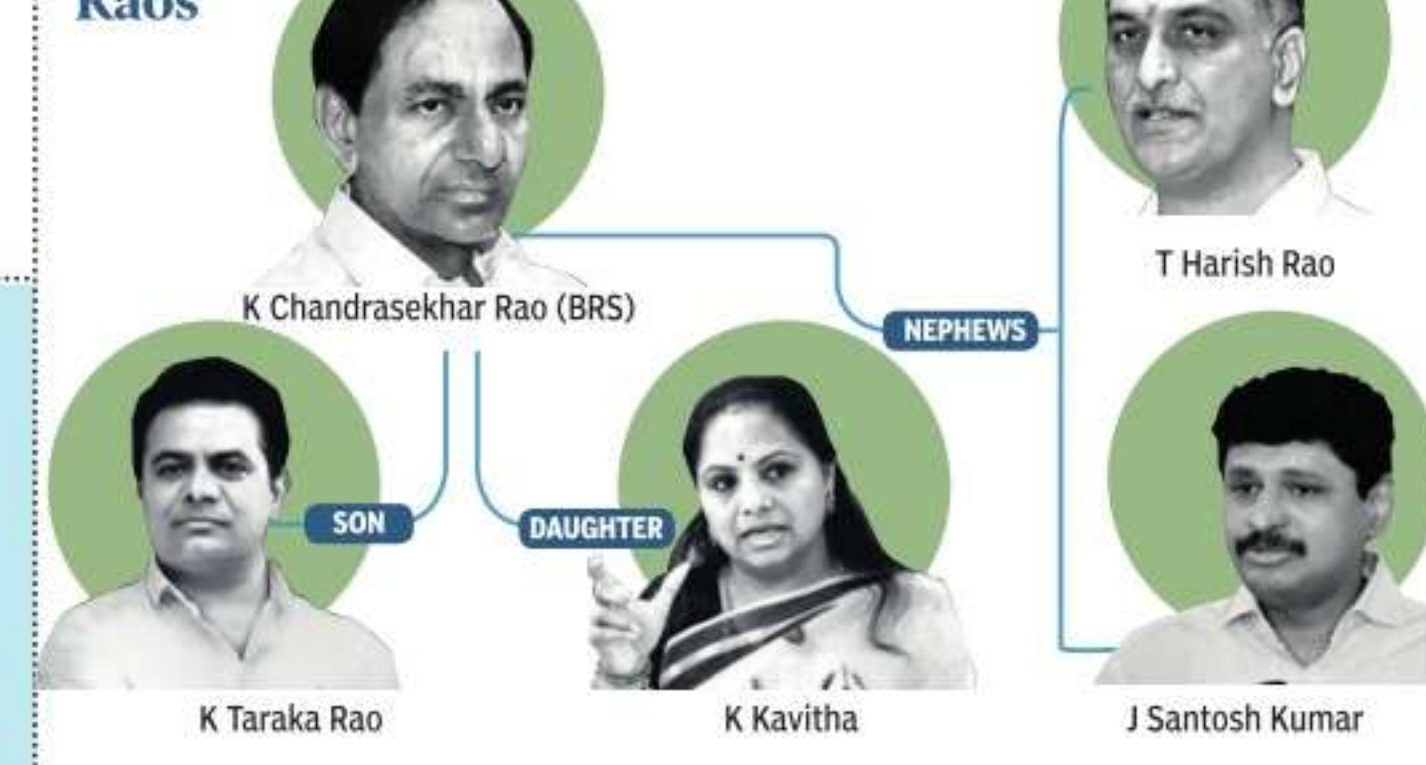 Raos
K Chandrasekhar Rao (BRS)
T Harish Rao
NEPHEWS
SON
DAUGHTER
K Taraka Rao
K Kavitha
J Santosh Kumar